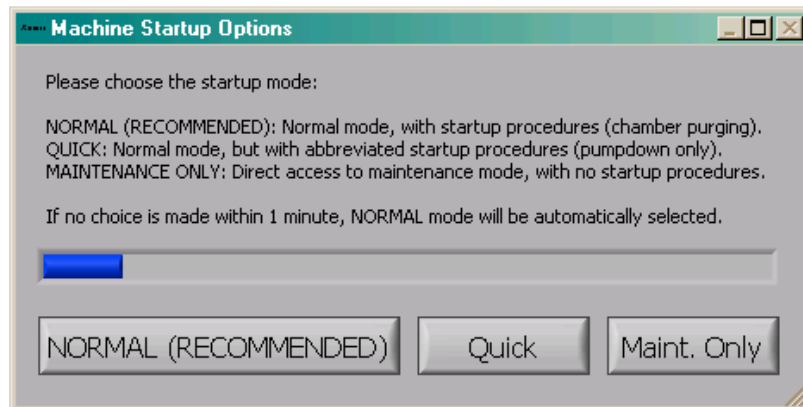 Machine Startup Options
Please choose the startup mode:
NORMAL (RECOMMENDED): Normal mode, with startup procedures (chamber purging).
QUICK: Normal mode, but with abbreviated startup procedures (pumpdown only).
MAINTENANCE ONLY: Direct access to maintenance mode, with no startup procedures.
If no choice is made within 1 minute, NORMAL mode will be automatically selected.
NORMAL (RECOMMENDED) Quick Maint. Only